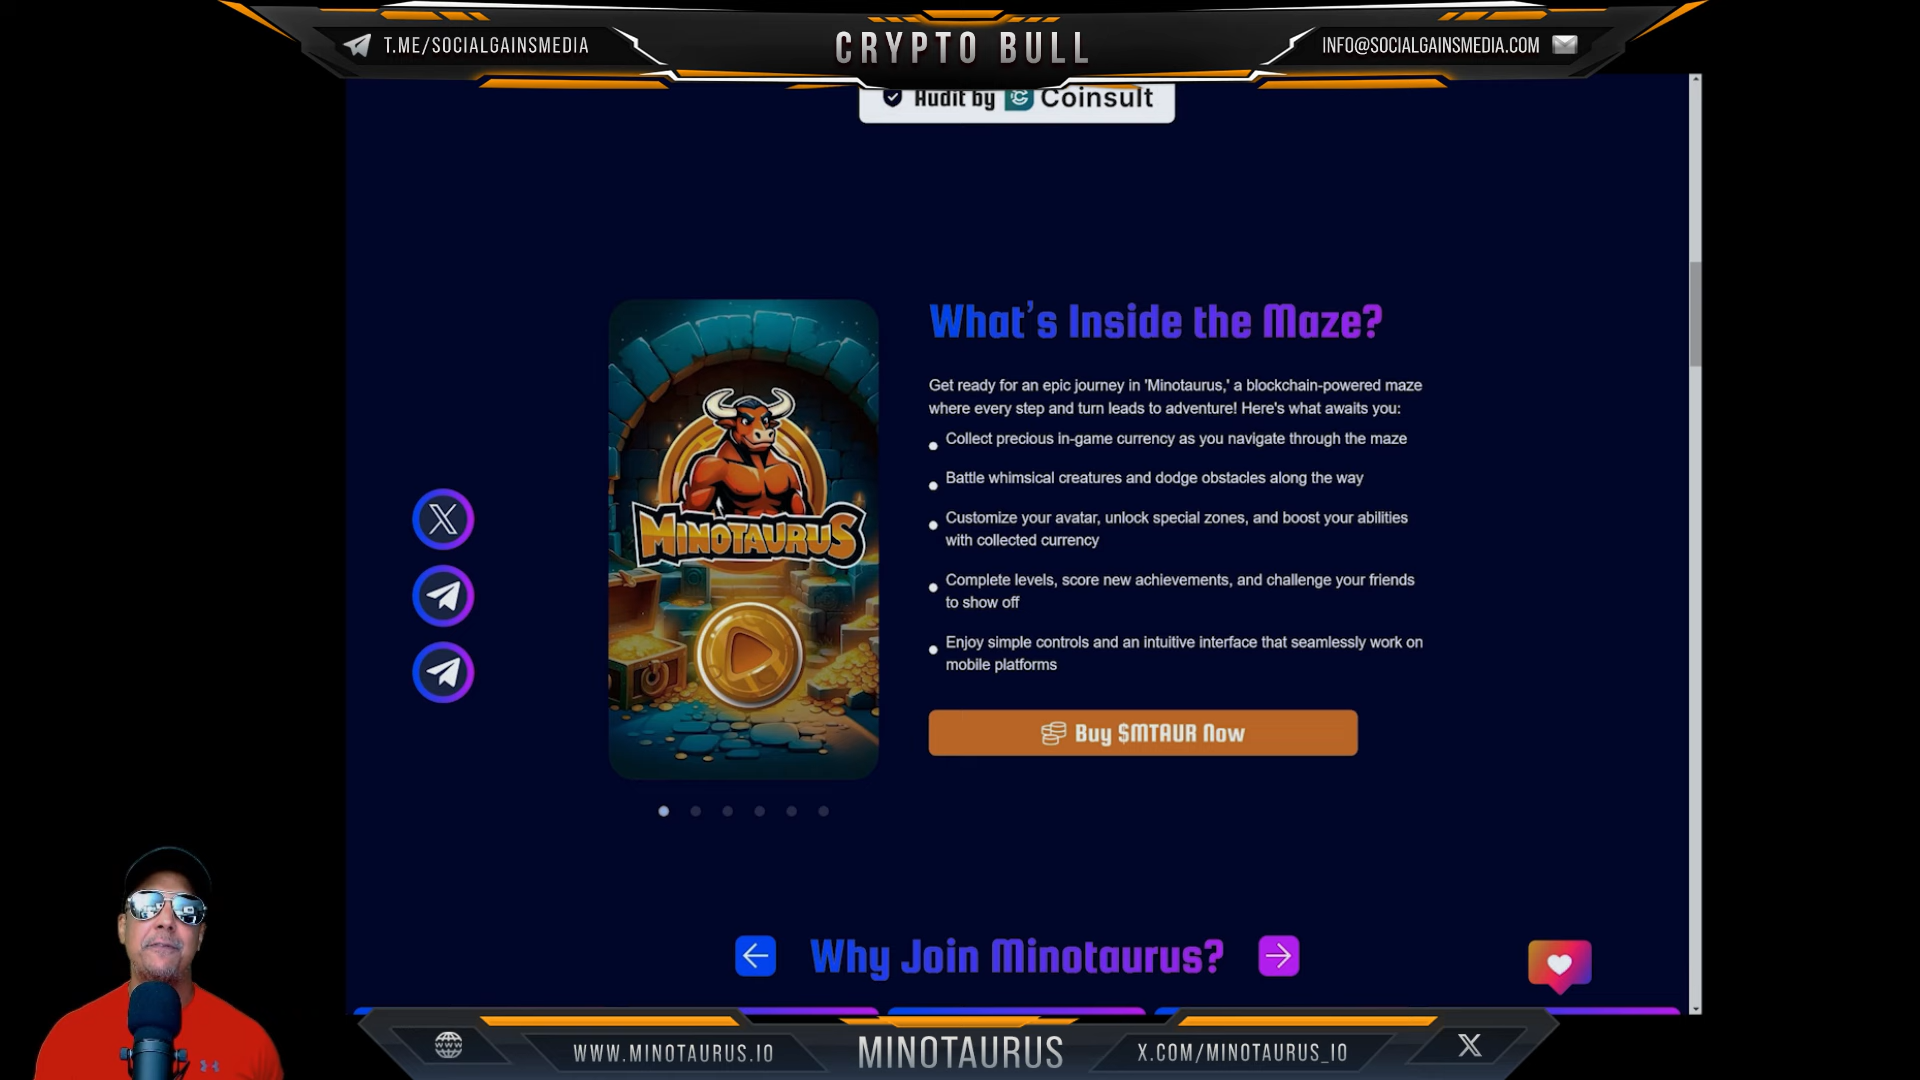 T.ME/SOCIALGAINSMEDIA
CRYPTO BULL
INFO@SOCIALGAINSMEDIA.COM
Audit by Coinsult
What's Inside the Maze?
Get ready for an epic journey in 'Minotaurus,' a blockchain-powered maze
where every step and turn leads to adventure! Here's what awaits you:
Collect precious in-game currency as you navigate through the maze
Battle whimsical creatures and dodge obstacles along the way
Customize your avatar, unlock special zones, and boost your abilities
with collected currency
Complete levels, score new achievements, and challenge your friends
to show off
Enjoy simple controls and an intuitive interface that seamlessly work on
mobile platforms
MINOTAURUS
Buy $MTAUR Now
Why Join Minotaurus?
WWW.MINOTAURUS.IO
MINOTAURUS
X.COM/MINOTAURUS_IO